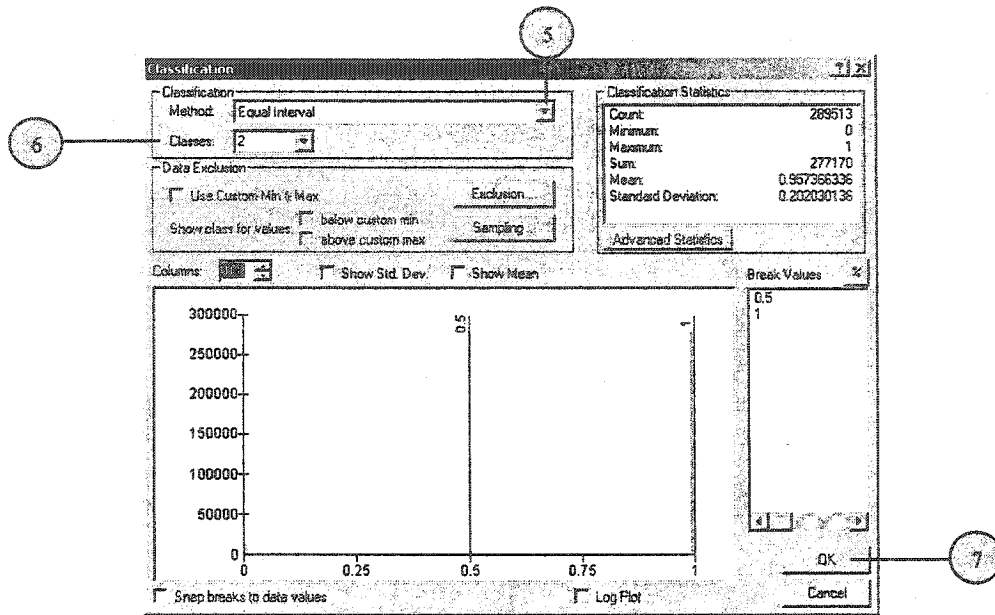 5
Classification
Classification
Method: Equal Interval
6
Classes: 2
Data Exclusion
Use Custom Min & Max
Exclusion ...
Show class for values:
below custom min
above custom max
Sampling ...
Classification Statistics
Count: 289513
Minimum: 0
Maximum: 1
Sum: 277170
Mean: 0.957366336
Standard Deviation: 0.202030136
Advanced Statistics
Columns:
Show Std. Dev.
Show Mean
Break Values %
0.5
1
300000
250000
200000
150000
100000
50000
0
0.5
1
0 0.25 0.5 0.75 1
OK
7
Snap breaks to data values
Log Plot
Cancel